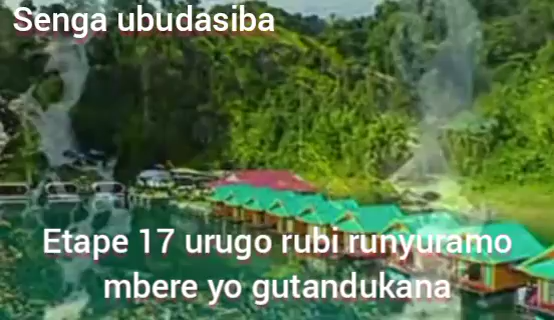 Senga ubudasiba
Etape 17 urugo rubi runyuramo
mbere yo gutandukana